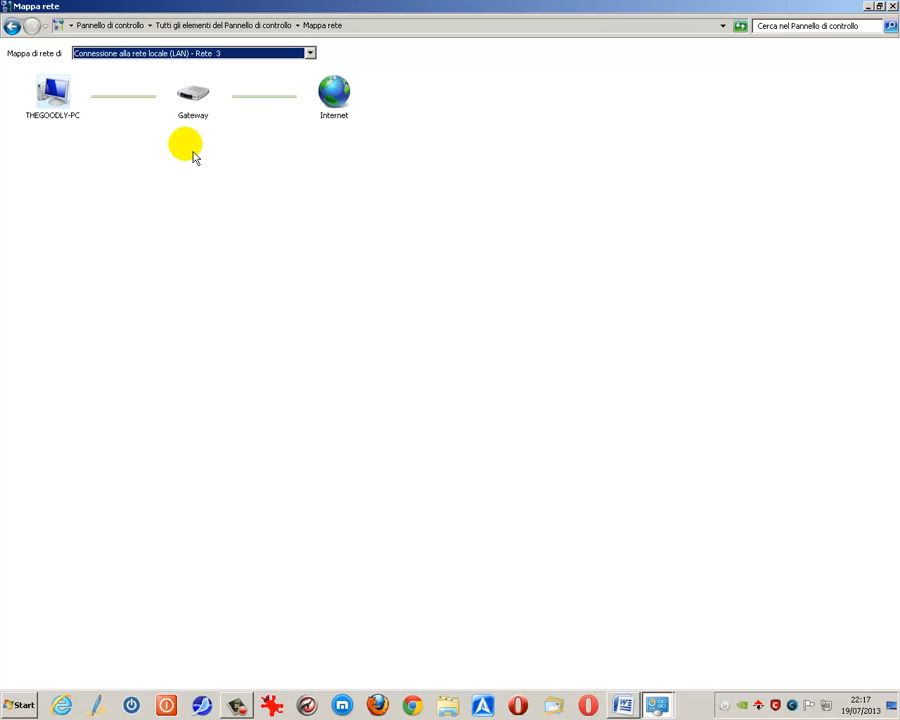 Mappa rete
Pannello di controllo Tutti gli elementi del Pannello di controllo Mappa rete
Cerca nel Pannello di controllo
Mappa di rete di Connessione alla rete locale (LAN) - Rete 3
THEGOODLY-PC Gateway Internet
Start
22:17
19/07/2013